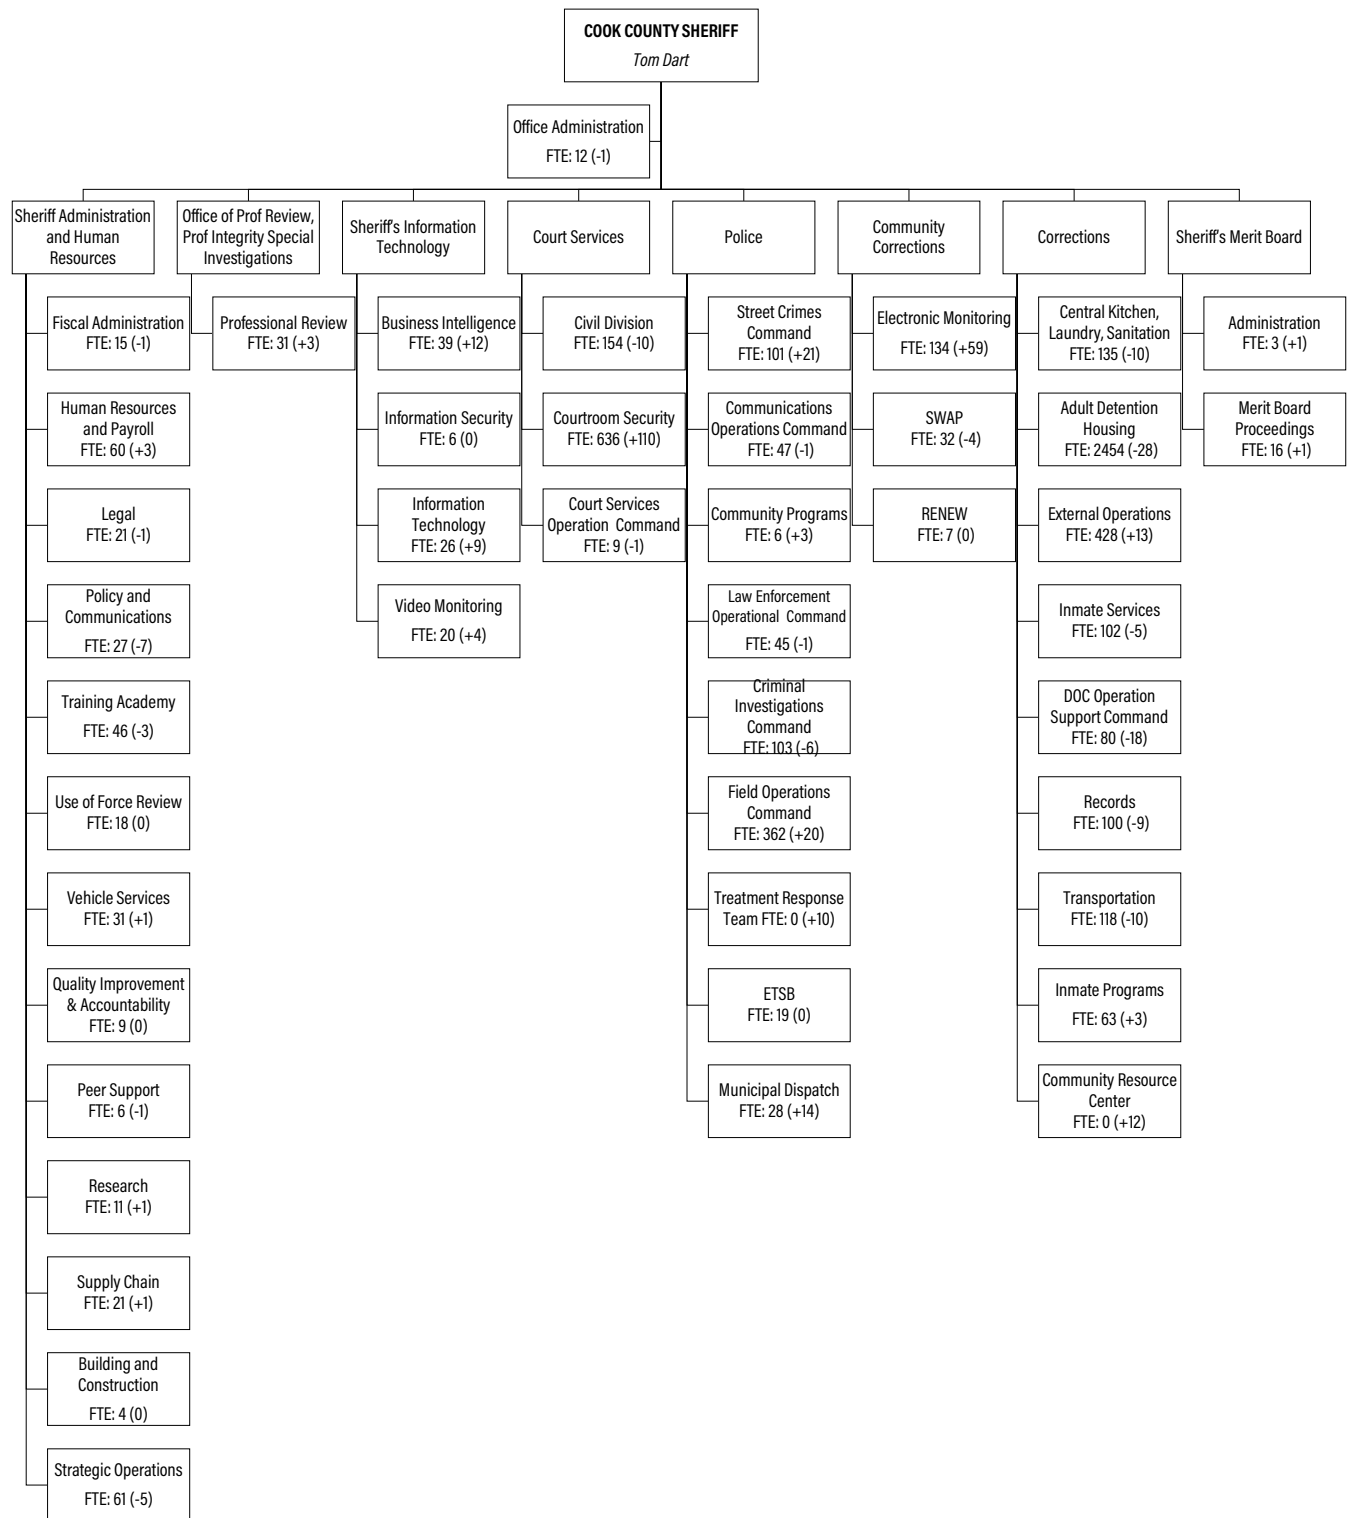 COOK COUNTY SHERIFF
Tom Dart
Office Administration
FTE: 12 (-1)
Sheriff Administration
and Human
Resources
Fiscal Administration
FTE: 15 (-1)
Human Resources
and Payroll
FTE: 60 (+3)
Legal
FTE: 21 (-1)
Policy and
Communications
FTE: 27 (-7)
Training Academy
FTE: 46 (-3)
Use of Force Review
FTE: 18 (0)
Vehicle Services
FTE: 31 (+1)
Quality Improvement
& Accountability
FTE: 9 (0)
Peer Support
FTE: 6 (-1)
Research
FTE: 11 (+1)
Supply Chain
FTE: 21 (+1)
Building and
Construction
FTE: 4 (0)
Strategic Operations
FTE: 61 (-5)
Office of Prof Review,
Prof Integrity Special
Investigations
Professional Review
FTE: 31 (+3)
Sheriff's Information
Technology
Business Intelligence
FTE: 39 (+12)
Information Security
FTE: 6 (0)
Information
Technology
FTE: 26 (+9)
Video Monitoring
FTE: 20 (+4)
Court Services
Civil Division
FTE: 154 (-10)
Courtroom Security
FTE: 636 (+110)
Court Services
Operation Command
FTE: 9 (-1)
Police
Street Crimes
Command
FTE: 101 (+21)
Communications
Operations Command
FTE: 47 (-1)
Community Programs
FTE: 6 (+3)
Law Enforcement
Operational Command
FTE: 45 (-1)
Criminal
Investigations
Command
FTE: 103 (-6)
Field Operations
Command
FTE: 362 (+20)
Treatment Response
Team FTE: 0 (+10)
ETSB
FTE: 19 (0)
Municipal Dispatch
FTE: 28 (+14)
Community
Corrections
Electronic Monitoring
FTE: 134 (+59)
SWAP
FTE: 32 (-4)
RENEW
FTE: 7 (0)
Corrections
Central Kitchen,
Laundry, Sanitation
FTE: 135 (-10)
Adult Detention
Housing
FTE: 2454 (-28)
External Operations
FTE: 428 (+13)
Inmate Services
FTE: 102 (-5)
DOC Operation
Support Command
FTE: 80 (-18)
Records
FTE: 100 (-9)
Transportation
FTE: 118 (-10)
Inmate Programs
FTE: 63 (+3)
Community Resource
Center
FTE: 0 (+12)
Sheriff's Merit Board
Administration
FTE: 3 (+1)
Merit Board
Proceedings
FTE: 16 (+1)